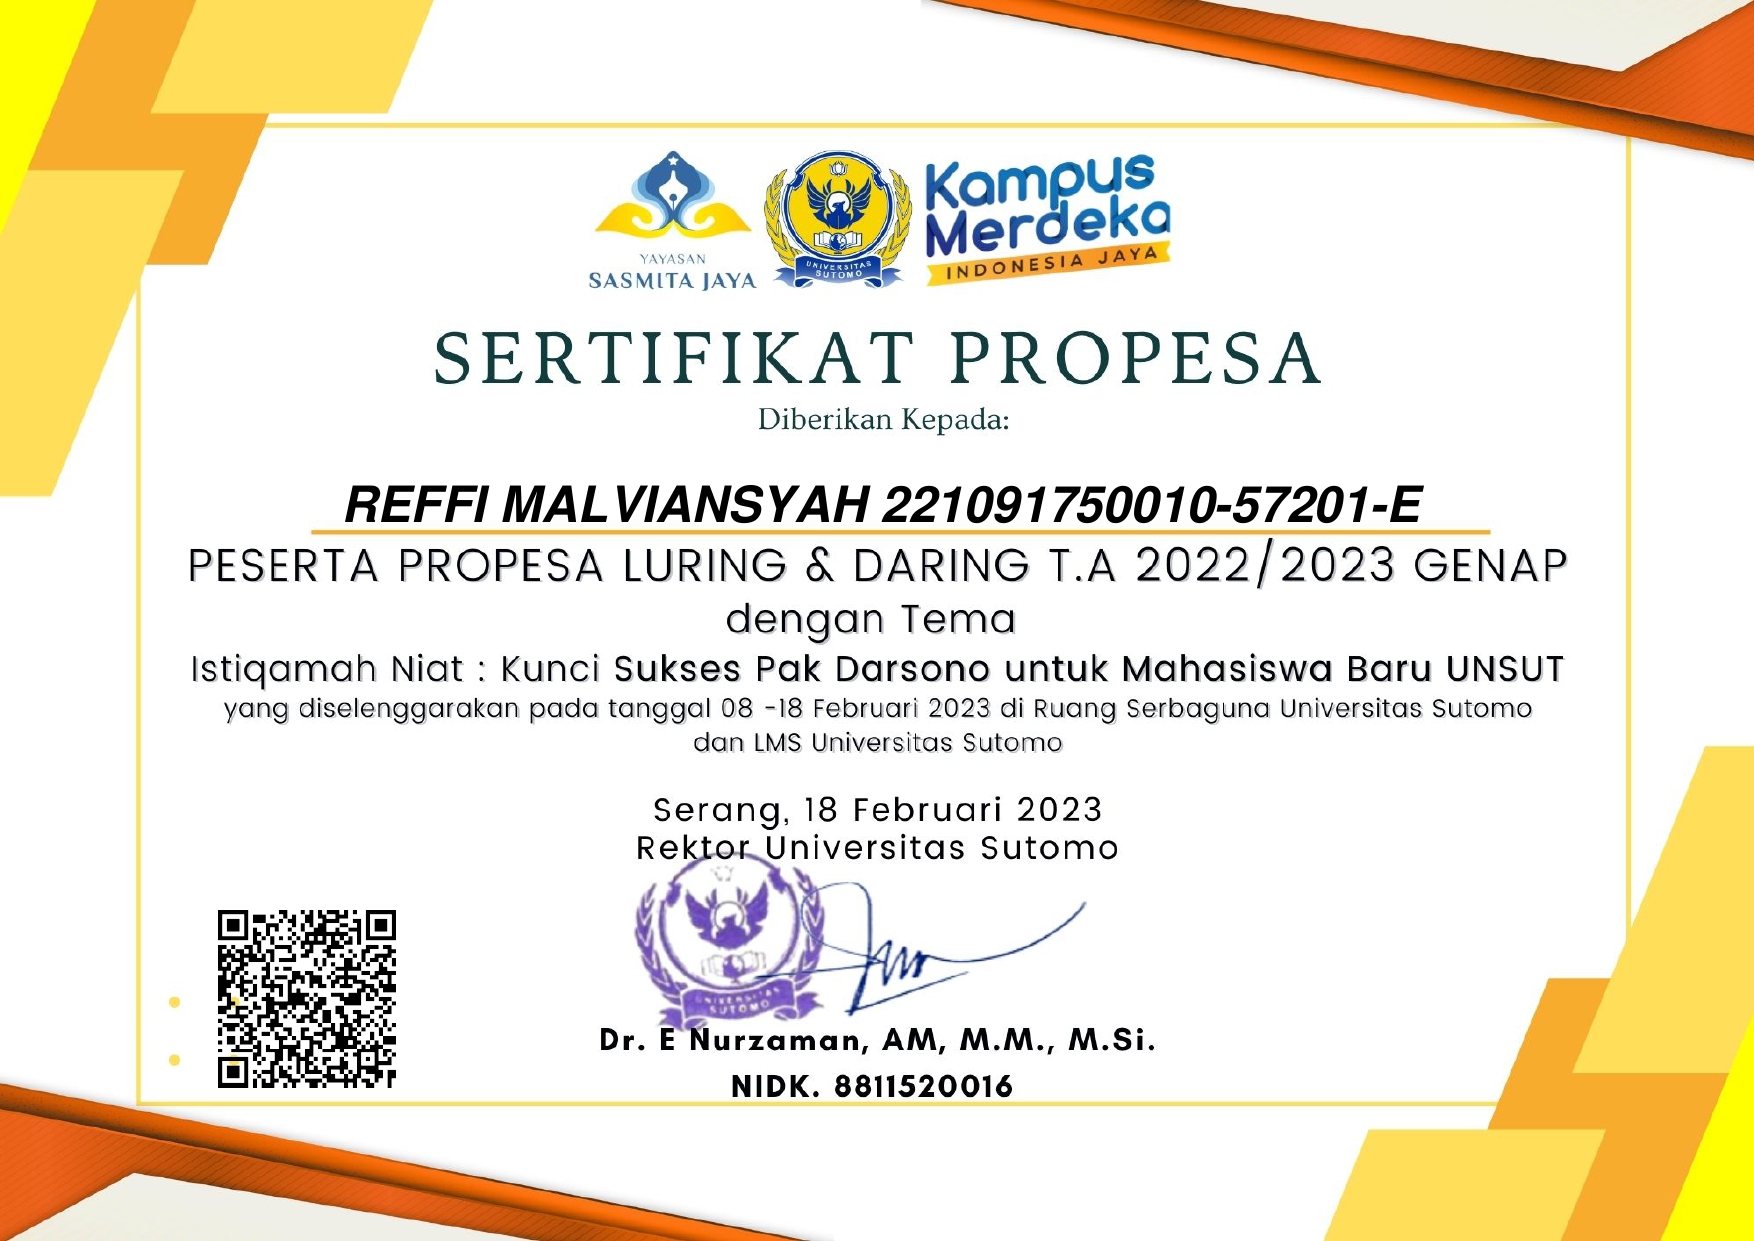 YAYASAN
SASMITA JAYA
UNIVERSITAS
SUTOMO
Kampus
Merdeka
INDONESIA JAYA
SERTIFIKAT PROPESA
Diberikan Kepada:
REFFI MALVIANSYAH 221091750010-57201-E
PESERTA PROPESA LURING & DARING T.A 2022/2023 GENAP
dengan Tema
Istiqamah Niat : Kunci Sukses Pak Darsono untuk Mahasiswa Baru UNSUT
yang diselenggarakan pada tanggal 08 -18 Februari 2023 di Ruang Serbaguna Universitas Sutomo
dan LMS Universitas Sutomo
Serang, 18 Februari 2023
Rektor Universitas Sutomo
UNIVERSITAS
SUTOMO
Dr. E Nurzaman, AM, M.M., M.Si.
NIDK. 8811520016